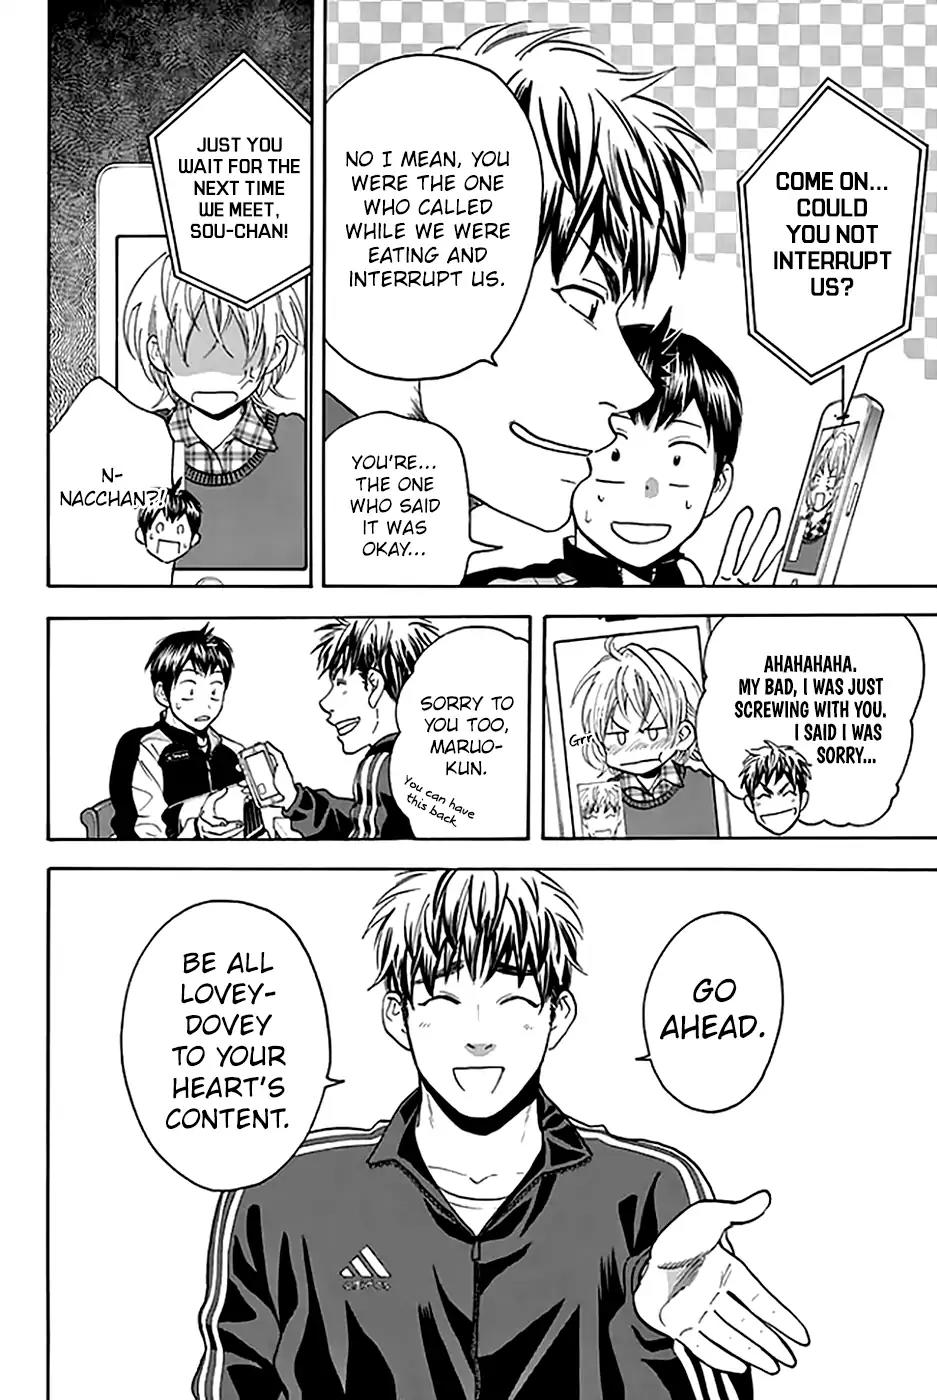 COME ON...
COULD
YOU NOT
INTERRUPT
US?
NO I MEAN, YOU
WERE THE ONE
WHO CALLED
WHILE WE WERE
EATING AND
INTERRUPT US.
YOU'RE...
THE ONE
WHO SAID
IT WAS
OKAY...
JUST YOU
WAIT FOR THE
NEXT TIME
WE MEET,
SOU-CHAN!
N-
NACCHAN?!
AHAHAHAHA.
MY BAD, I WAS JUST
SCREWING WITH YOU.
I SAID I WAS
SORRY...
Grr
SORRY TO
YOU TOO,
MARUO-
KUN.
You can have
this back
GO
AHEAD.
BE ALL
LOVEY-
DOVEY
TO YOUR
HEART'S
CONTENT.
adidas